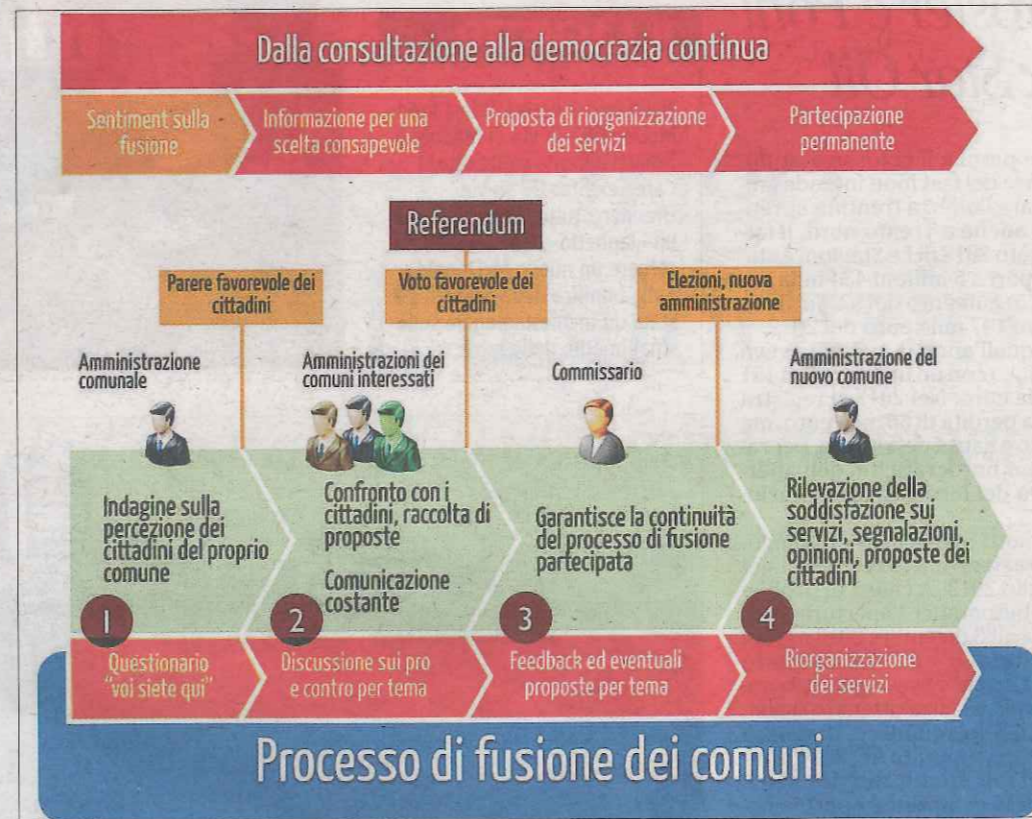 Dalla consultazione alla democrazia continua
Sentiment sulla
fusione
Informazione per una
scelta consapevole
Proposta di riorganizzazione
dei servizi
Partecipazione
permanente
Referendum
Parere favorevole dei
cittadini
Voto favorevole dei
cittadini
Elezioni, nuova
amministrazione
Amministrazione
comunale
Amministrazioni dei
comuni interessati
Commissario
Amministrazione del
nuovo comune
Indagine sulla
percezione dei
cittadini del proprio
comune
Confronto con i
cittadini, raccolta di
proposte
Comunicazione
costante
Garantisce la continuità
del processo di fusione
partecipata
Rilevazione della
soddisfazione sui
servizi, segnalazioni,
opinioni, proposte dei
cittadini
1
2
3
4
Questionario
"voi siete qui"
Discussione sui pro
e contro per tema
Feedback ed eventuali
proposte per tema
Riorganizzazione
dei servizi
Processo di fusione dei comuni